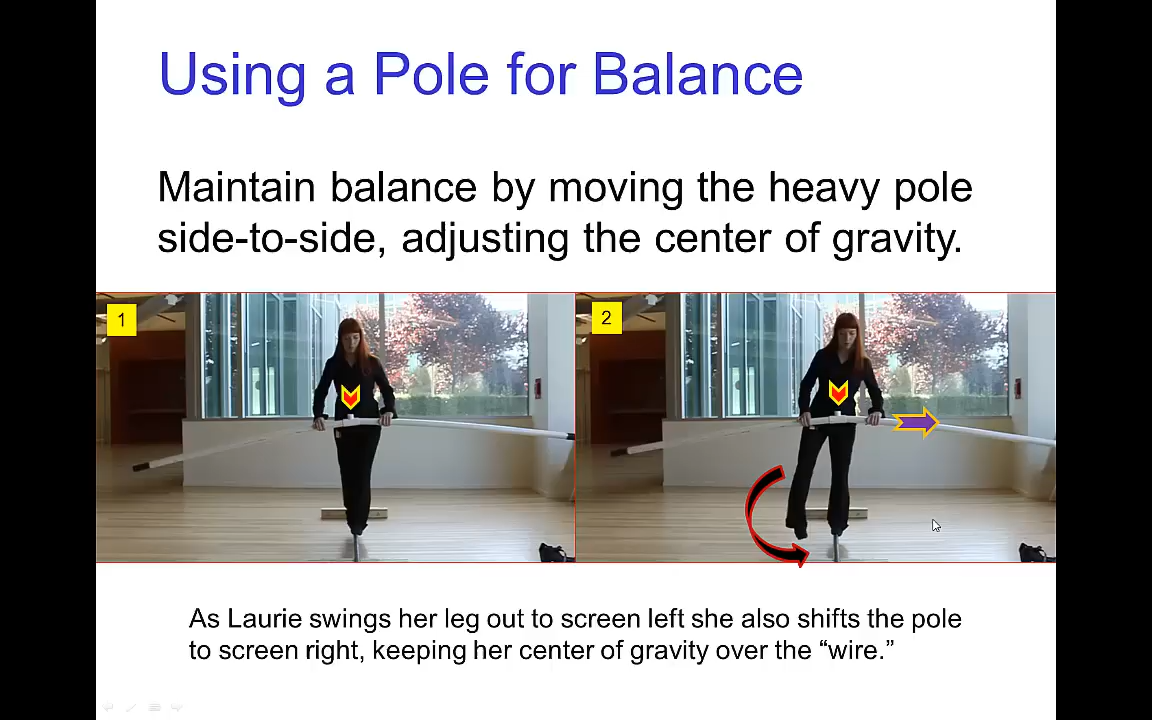 Using a Pole for Balance
Maintain balance by moving the heavy pole
side-to-side, adjusting the center of gravity.
1
2
As Laurie swings her leg out to screen left she also shifts the pole
to screen right, keeping her center of gravity over the “wire.”